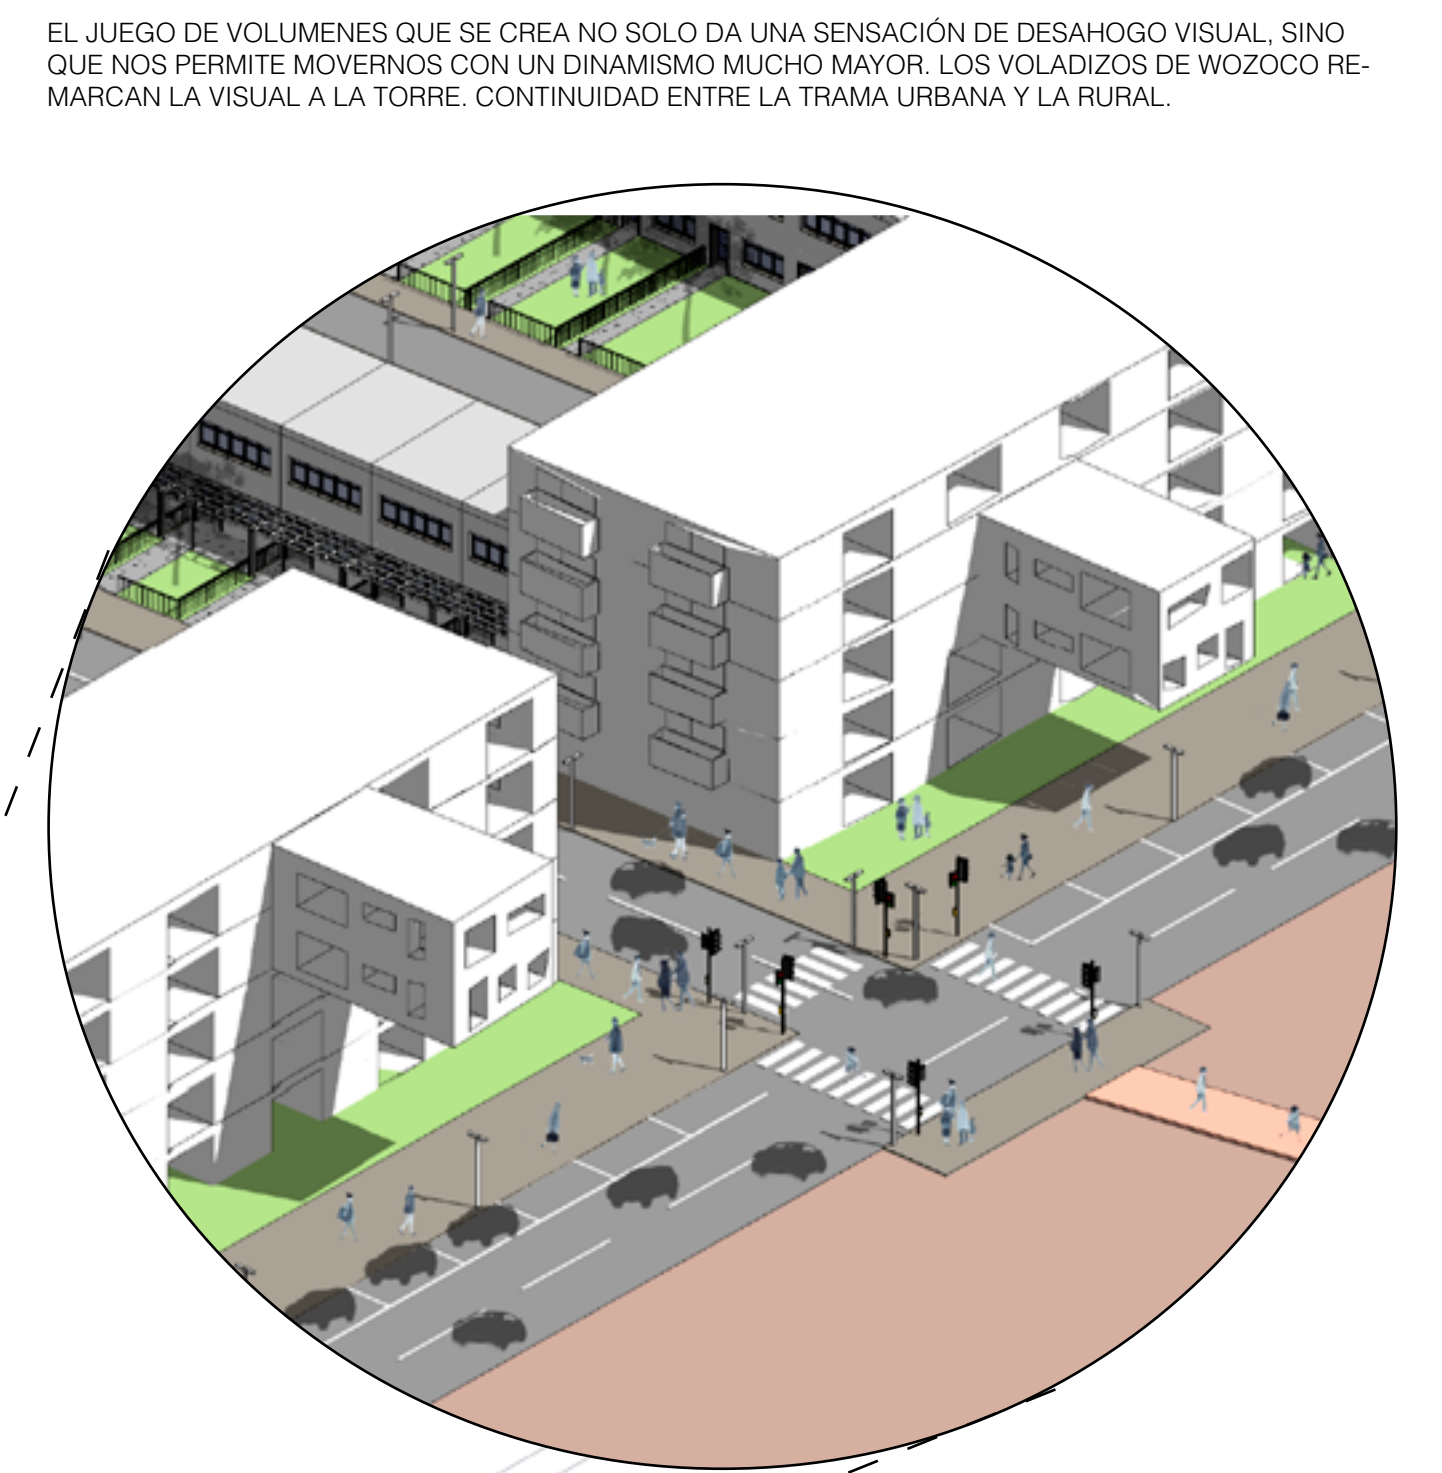 EL JUEGO DE VOLUMENES QUE SE CREA NO SOLO DA UNA SENSACIÓN DE DESAHOGO VISUAL, SINO
QUE NOS PERMITE MOVERNOS CON UN DINAMISMO MUCHO MAYOR. LOS VOLADIZOS DE WOZOCO RE-
MARCAN LA VISUAL A LA TORRE. CONTINUIDAD ENTRE LA TRAMA URBANA Y LA RURAL.